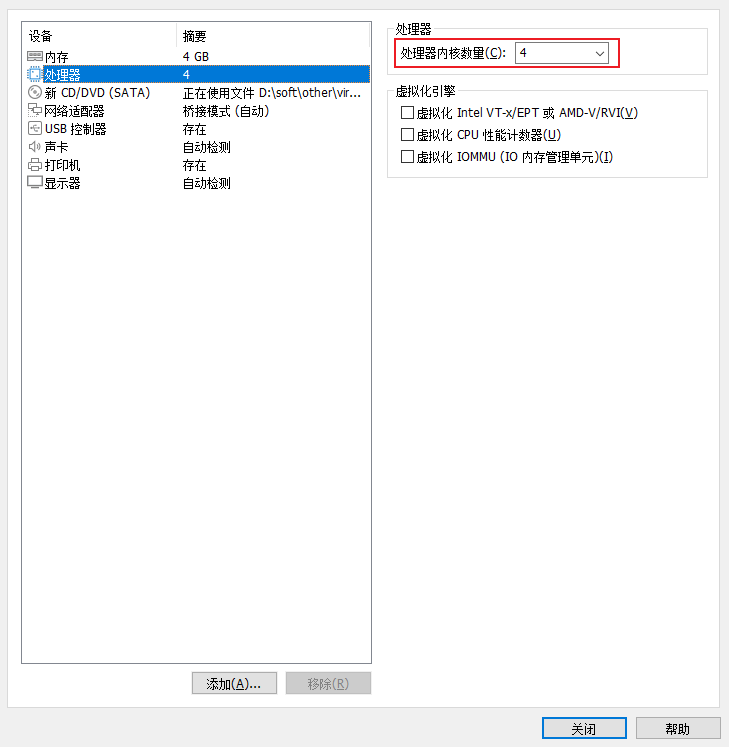 设备 摘要
内存 4 GB
处理器 4
新 CD/DVD (SATA) 正在使用文件 D:\soft\other\vir...
网络适配器 桥接模式 (自动)
USB 控制器 存在
声卡 自动检测
打印机 存在
显示器 自动检测
添加(A)... 移除(R)
处理器
处理器内核数量(C): 4
虚拟化引擎
虚拟化 Intel VT-x/EPT 或 AMD-V/RVI(V)
虚拟化 CPU 性能计数器(U)
虚拟化 IOMMU (IO 内存管理单元)(I)
关闭 帮助